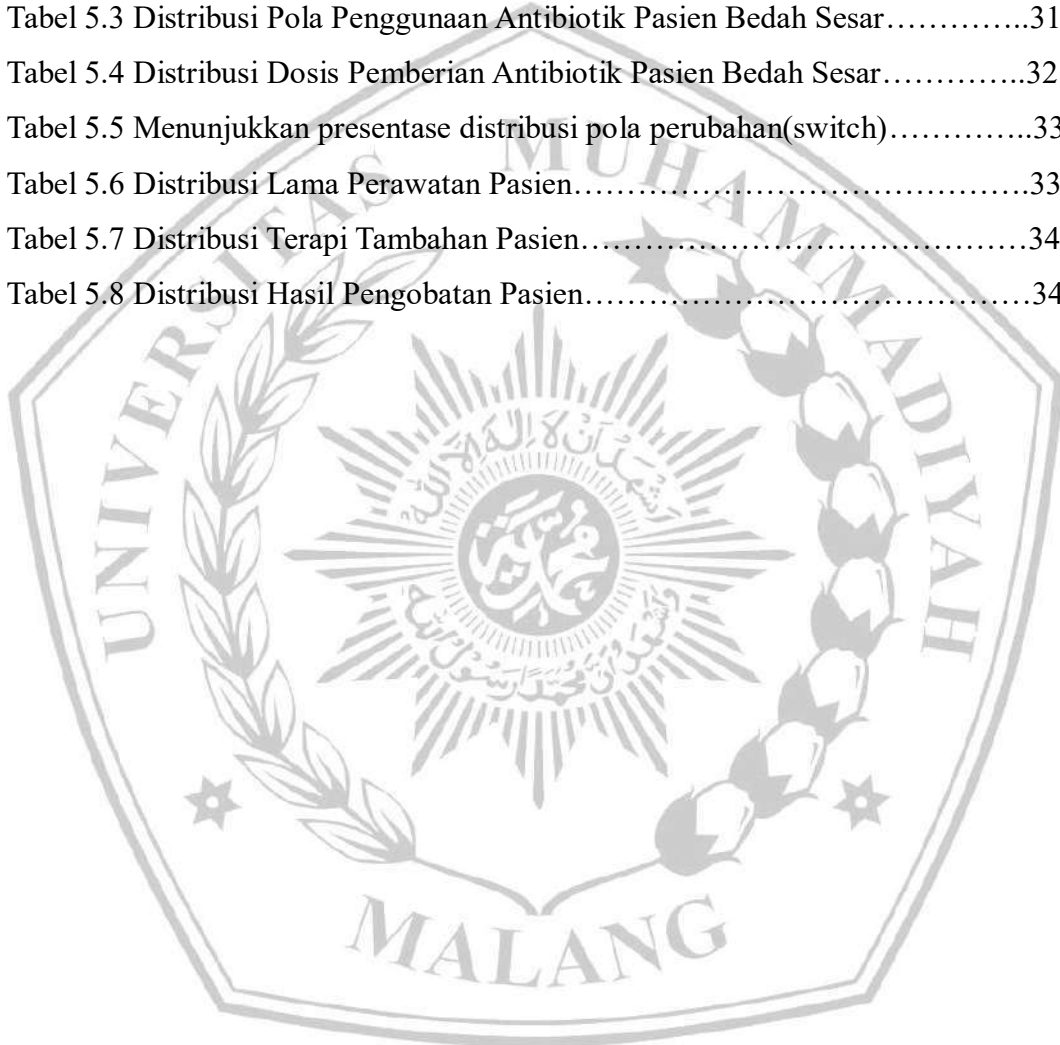 Tabel 5.3 Distribusi Pola Penggunaan Antibiotik Pasien Bedah Sesar…………..31
Tabel 5.4 Distribusi Dosis Pemberian Antibiotik Pasien Bedah Sesar…………..32
Tabel 5.5 Menunjukkan presentase distribusi pola perubahan(switch)…………..33
Tabel 5.6 Distribusi Lama Perawatan Pasien……………………………………….33
Tabel 5.7 Distribusi Terapi Tambahan Pasien………………………………………34
Tabel 5.8 Distribusi Hasil Pengobatan Pasien………………………………………34
UNIVERSITAS MUHAMMADIYAH
MALANG